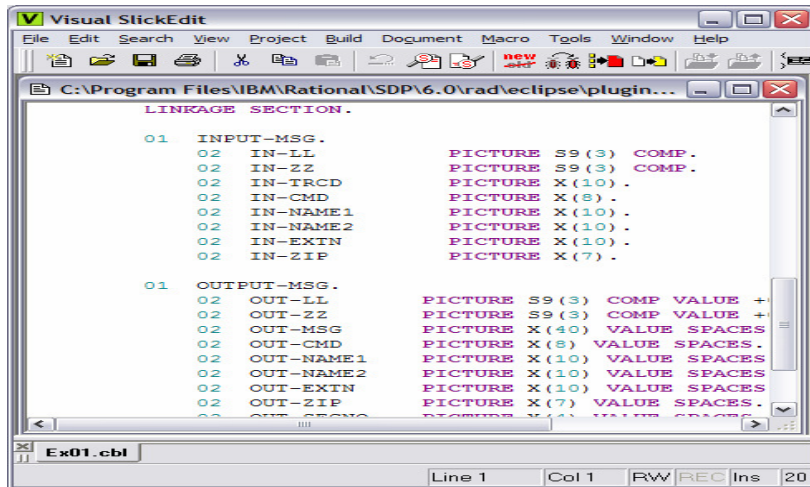 Visual SlickEdit
File Edit Search View Project Build Document Macro Tools Window Help
C:\Program Files\IBM\Rational\SDP\6.0\rad\eclipse\plugin...
LINKAGE SECTION.
01 INPUT-MSG.
02 IN-LL PICTURE S9(3) COMP.
02 IN-ZZ PICTURE S9(3) COMP.
02 IN-TRCD PICTURE X(10).
02 IN-CMD PICTURE X(8).
02 IN-NAME1 PICTURE X(10).
02 IN-NAME2 PICTURE X(10).
02 IN-EXTN PICTURE X(10).
02 IN-ZIP PICTURE X(7).
01 OUTPUT-MSG.
02 OUT-LL PICTURE S9(3) COMP VALUE +
02 OUT-ZZ PICTURE S9(3) COMP VALUE +
02 OUT-MSG PICTURE X(40) VALUE SPACES
02 OUT-CMD PICTURE X(8) VALUE SPACES.
02 OUT-NAME1 PICTURE X(10) VALUE SPACES
02 OUT-NAME2 PICTURE X(10) VALUE SPACES
02 OUT-EXTN PICTURE X(10) VALUE SPACES
02 OUT-ZIP PICTURE X(7) VALUE SPACES.
Ex01.cbl
Line 1 Col 1 RW REC Ins 20